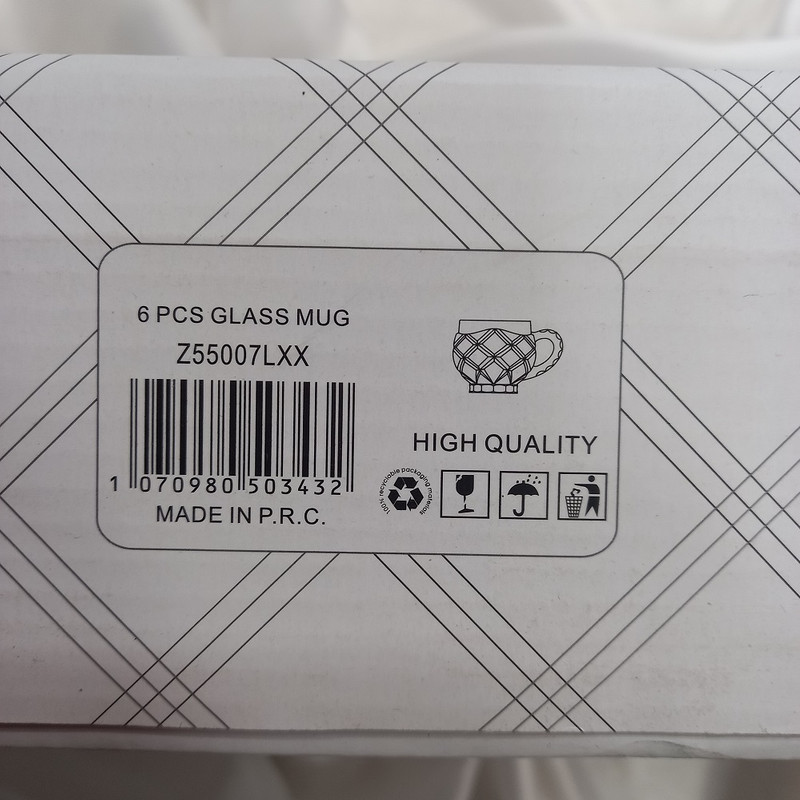 6 PCS GLASS MUG
Z55007LXX
1 070980 503432
MADE IN P.R.C.
HIGH QUALITY
100% recyclable packaging materials